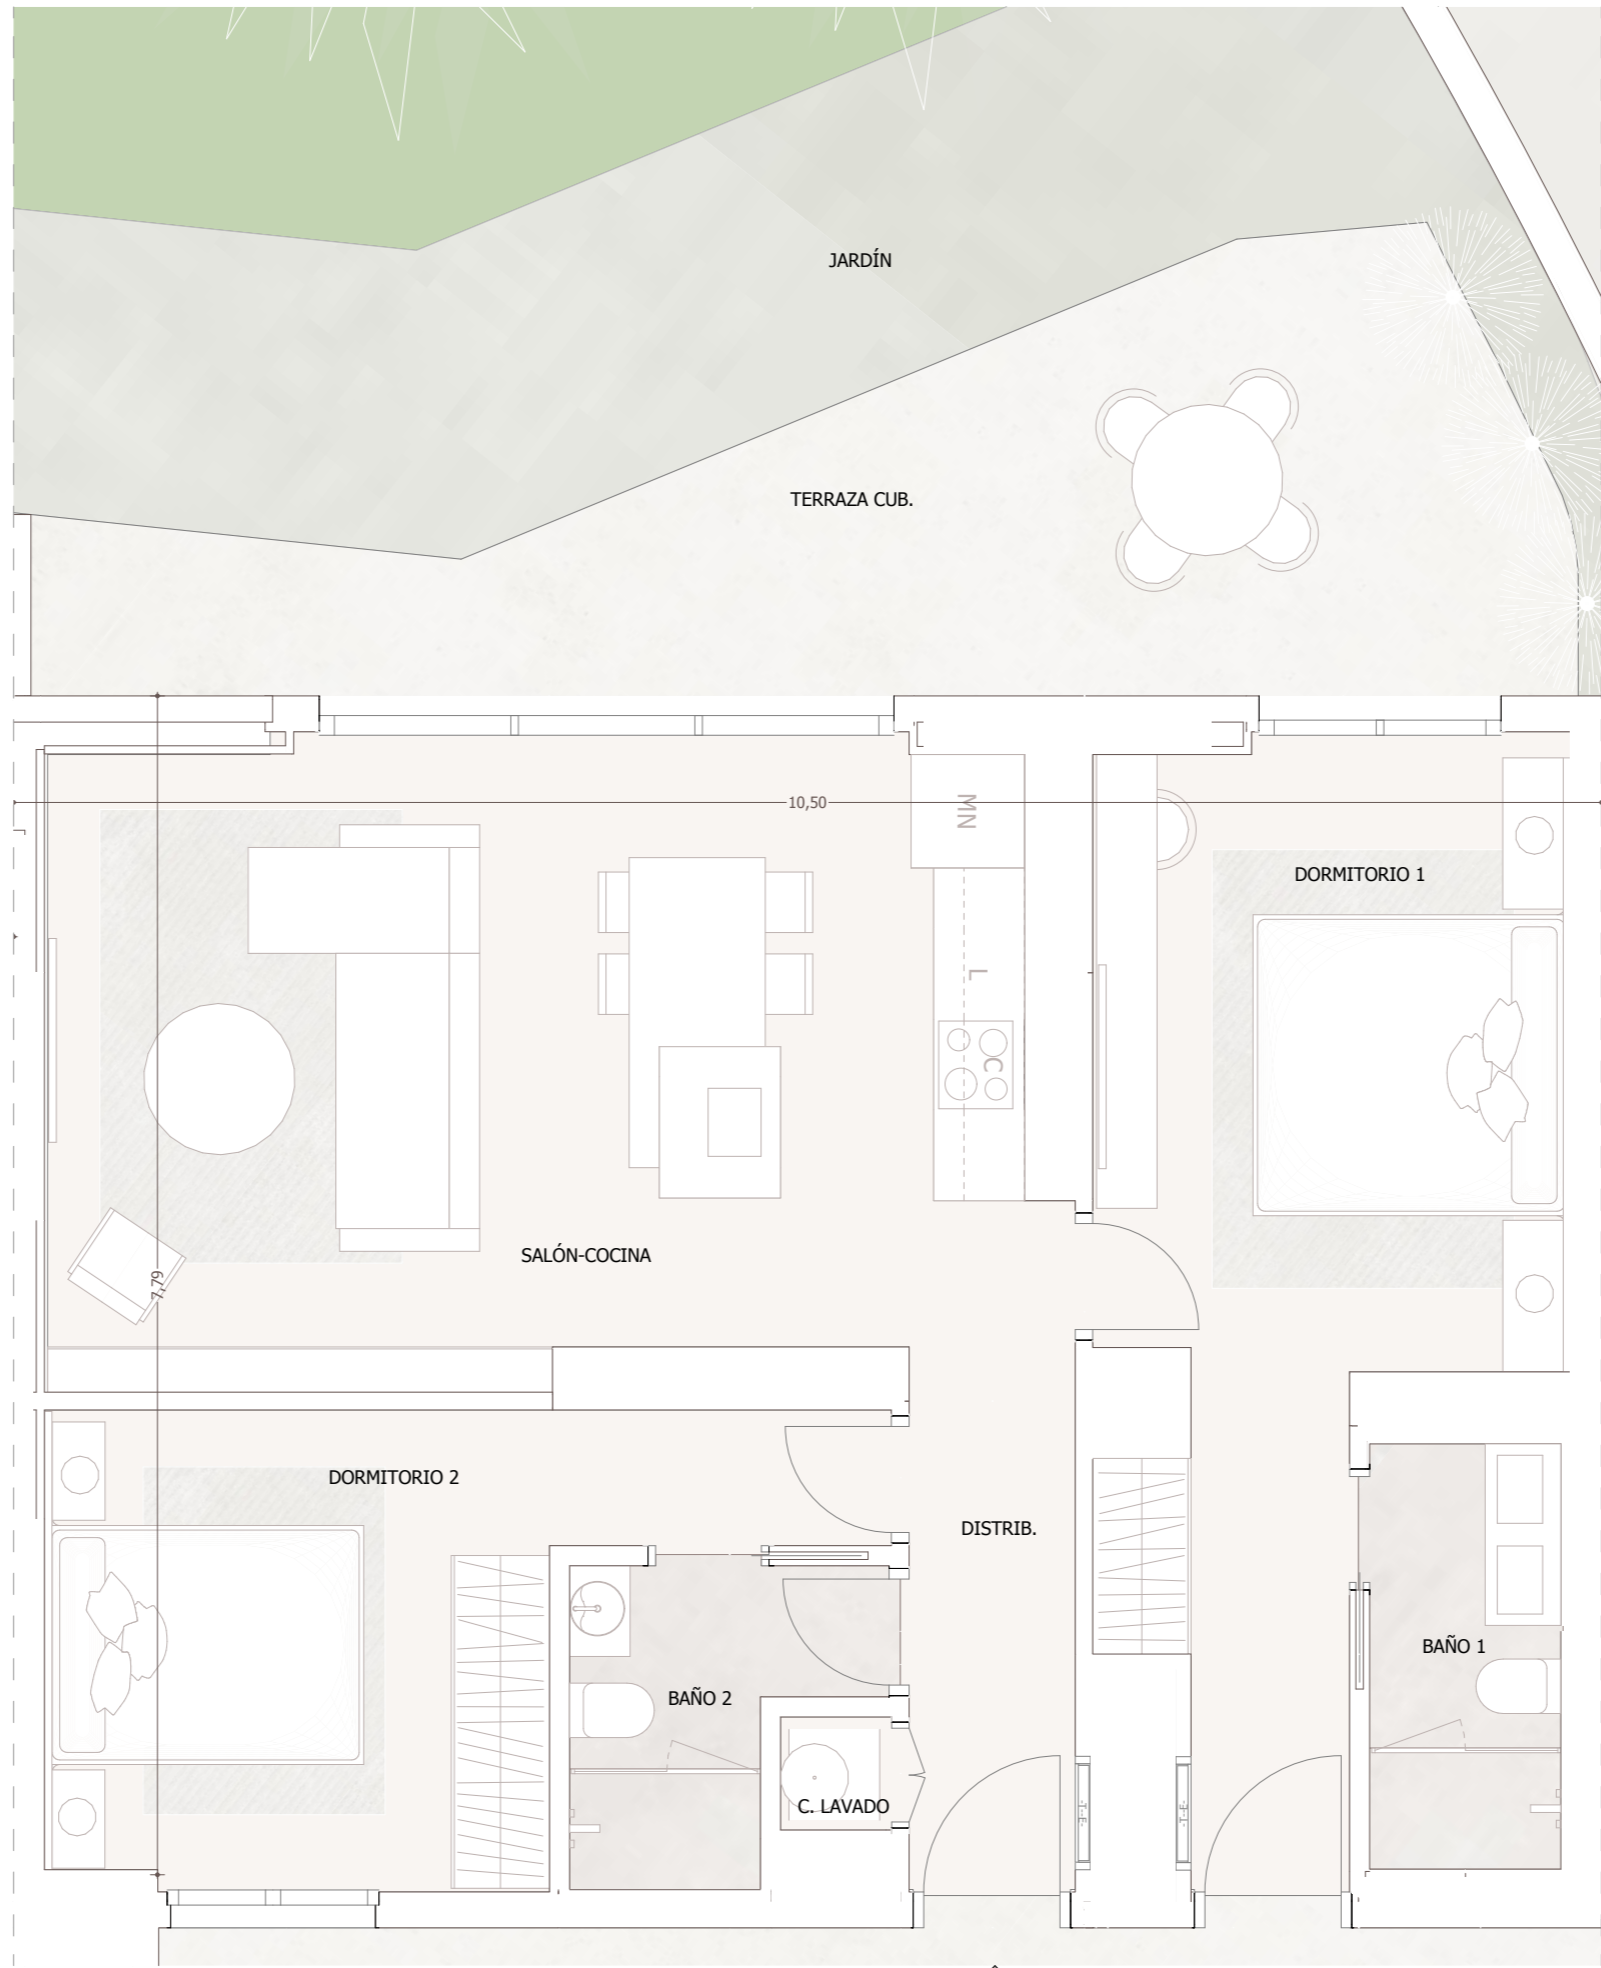 JARDÍN
TERRAZA CUB.
10,50
MN
DORMITORIO 1
L
C
SALÓN-COCINA
7,79
DORMITORIO 2
DISTRIB.
BAÑO 1
BAÑO 2
C. LAVADO